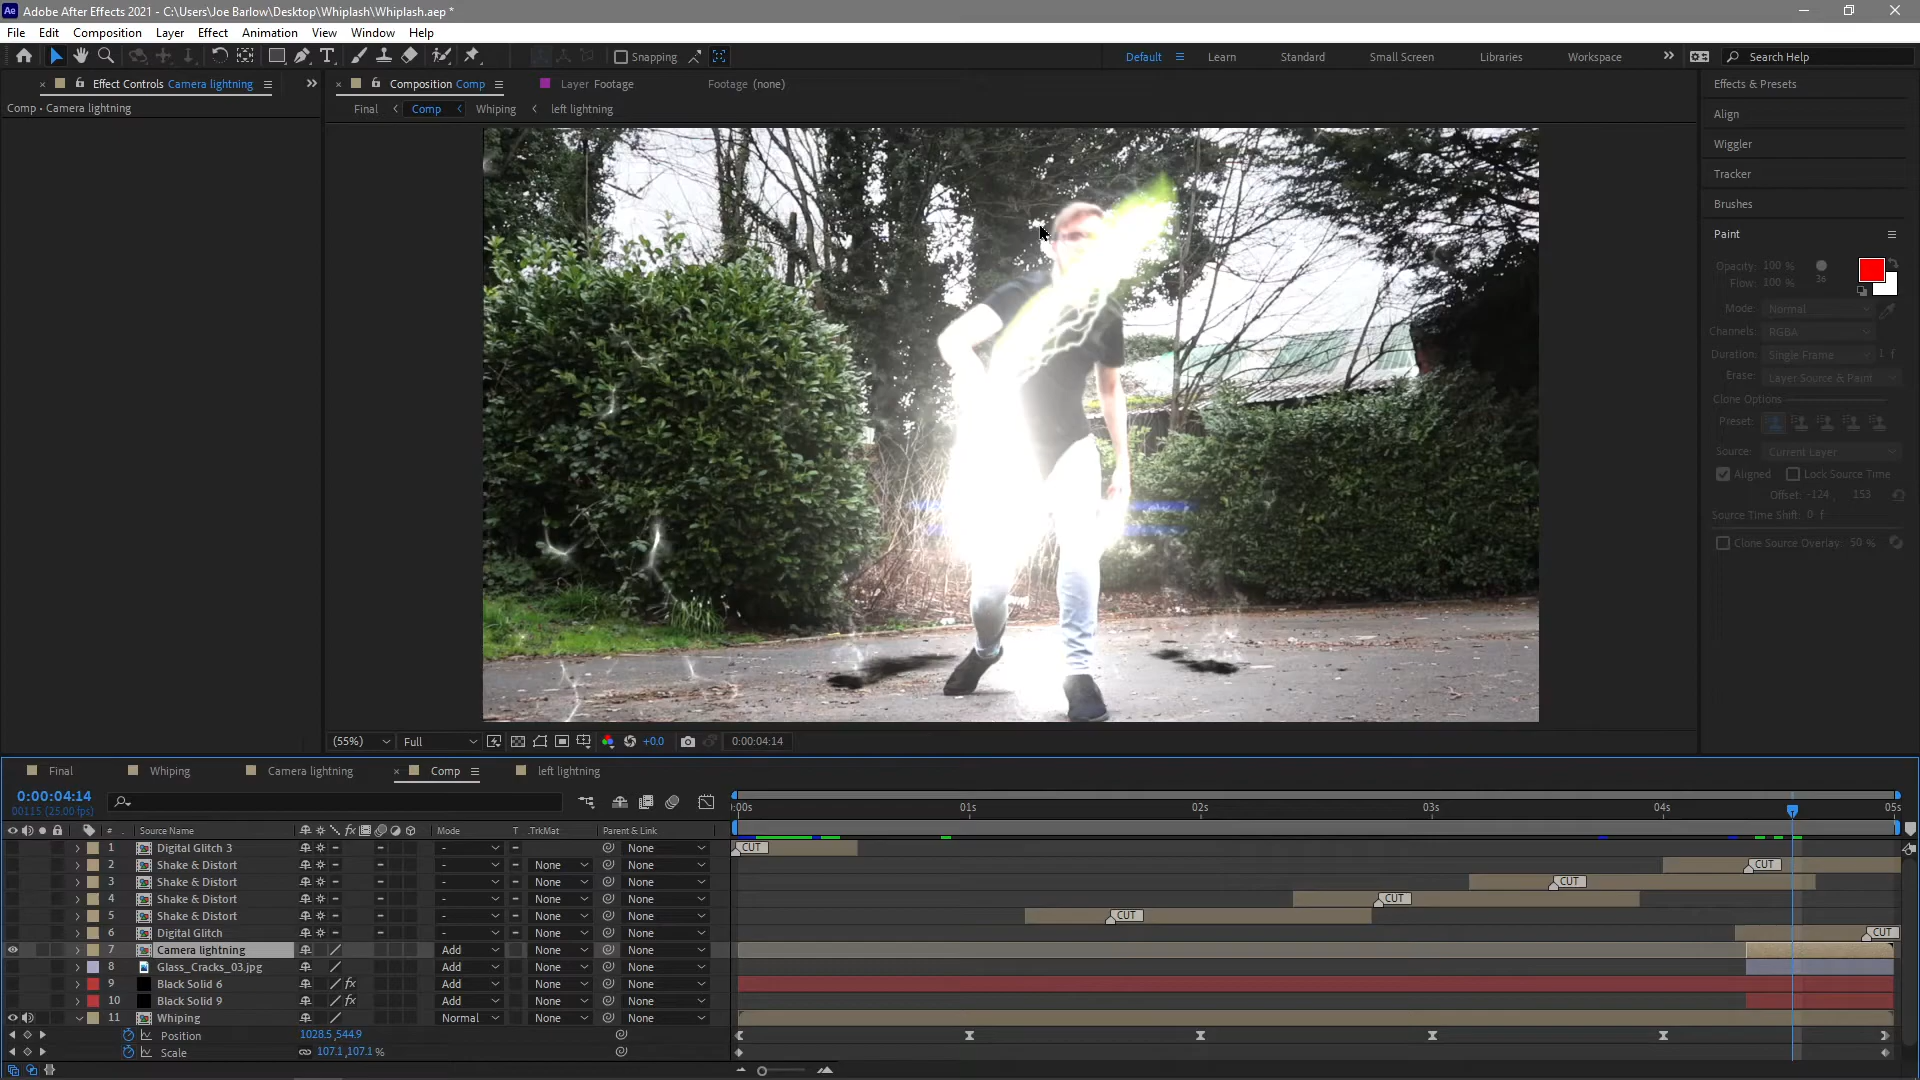 Ae Adobe After Effects 2021 - C:\Users\Joe Barlow\Desktop\Whiplash\Whiplash.aep *
File Edit Composition Layer Effect Animation View Window Help
Snapping
Default Learn Standard Small Screen Libraries Workspace Search Help
Effect Controls Camera lightning
Composition Comp Layer Footage Footage (none)
Comp • Camera lightning
Final Comp Whiping left lightning
Effects & Presets
Align
Wiggler
Tracker
Brushes
Paint
Opacity: 100 %
Flow: 100 %
36
Mode: Normal
Channels: RGBA
Duration: Single Frame 1 f
Erase: Layer Source & Paint
Clone Options
Preset:
Source: Current Layer
Aligned Lock Source Time
Offset: -124 , 153
Source Time Shift: 0 f
Clone Source Overlay: 50 %
(55%) Full +0.0 0:00:04:14
Final Whiping Camera lightning Comp left lightning
0:00:04:14
00115 (25.00 fps)
:00s 01s 02s 03s 04s 05s
# Source Name fx Mode T .TrkMat Parent & Link
1 Digital Glitch 3 - None CUT
2 Shake & Distort - None None CUT
3 Shake & Distort - None None CUT
4 Shake & Distort - None None CUT
5 Shake & Distort - None None CUT
6 Digital Glitch - None None CUT
7 Camera lightning Add None None
8 Glass_Cracks_03.jpg Add None None
9 Black Solid 6 fx Add None None
10 Black Solid 9 fx Add None None
11 Whiping Normal None None
Position 1028.5,544.9
Scale 107.1,107.1 %